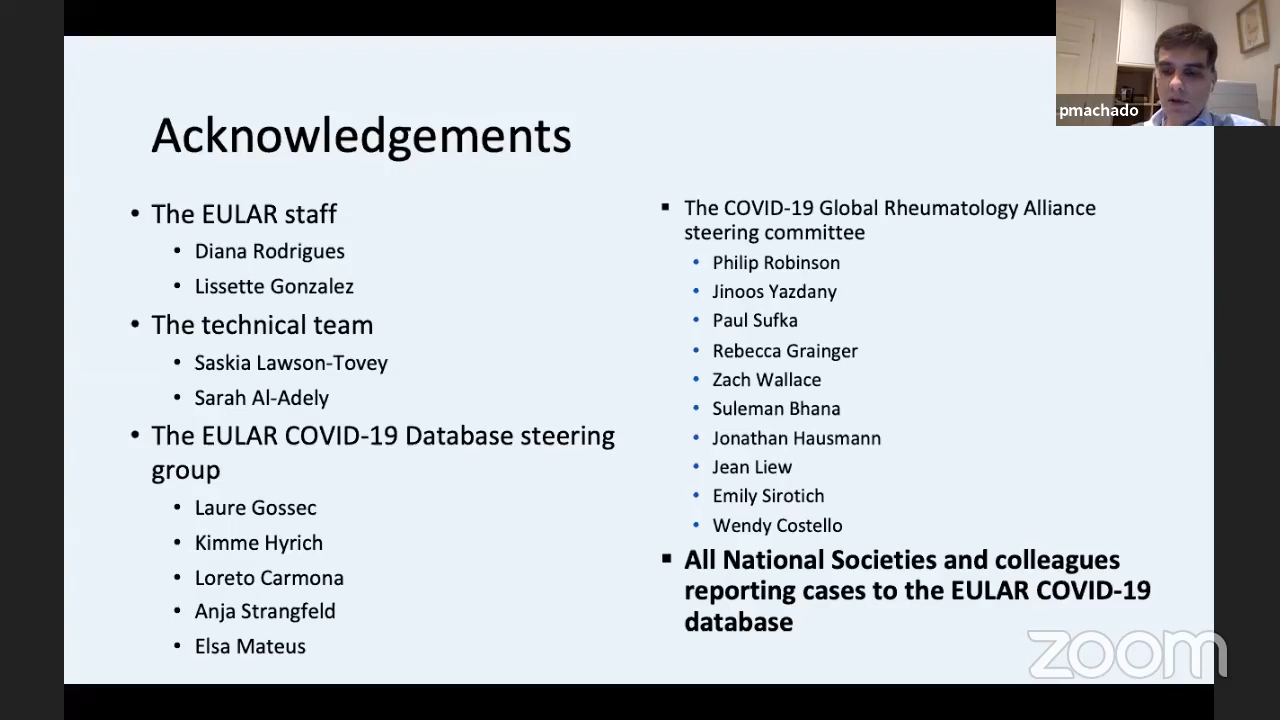 Acknowledgements
• The EULAR staff
• Diana Rodrigues
• Lissette Gonzalez
• The technical team
• Saskia Lawson-Tovey
• Sarah Al-Adely
• The EULAR COVID-19 Database steering
group
• Laure Gossec
• Kimme Hyrich
• Loreto Carmona
• Anja Strangfeld
• Elsa Mateus
▪ The COVID-19 Global Rheumatology Alliance
steering committee
• Philip Robinson
• Jinoos Yazdany
• Paul Sufka
• Rebecca Grainger
• Zach Wallace
• Suleman Bhana
• Jonathan Hausmann
• Jean Liew
• Emily Sirotich
• Wendy Costello
▪ All National Societies and colleagues
reporting cases to the EULAR COVID-19
database
pmachado
zoom